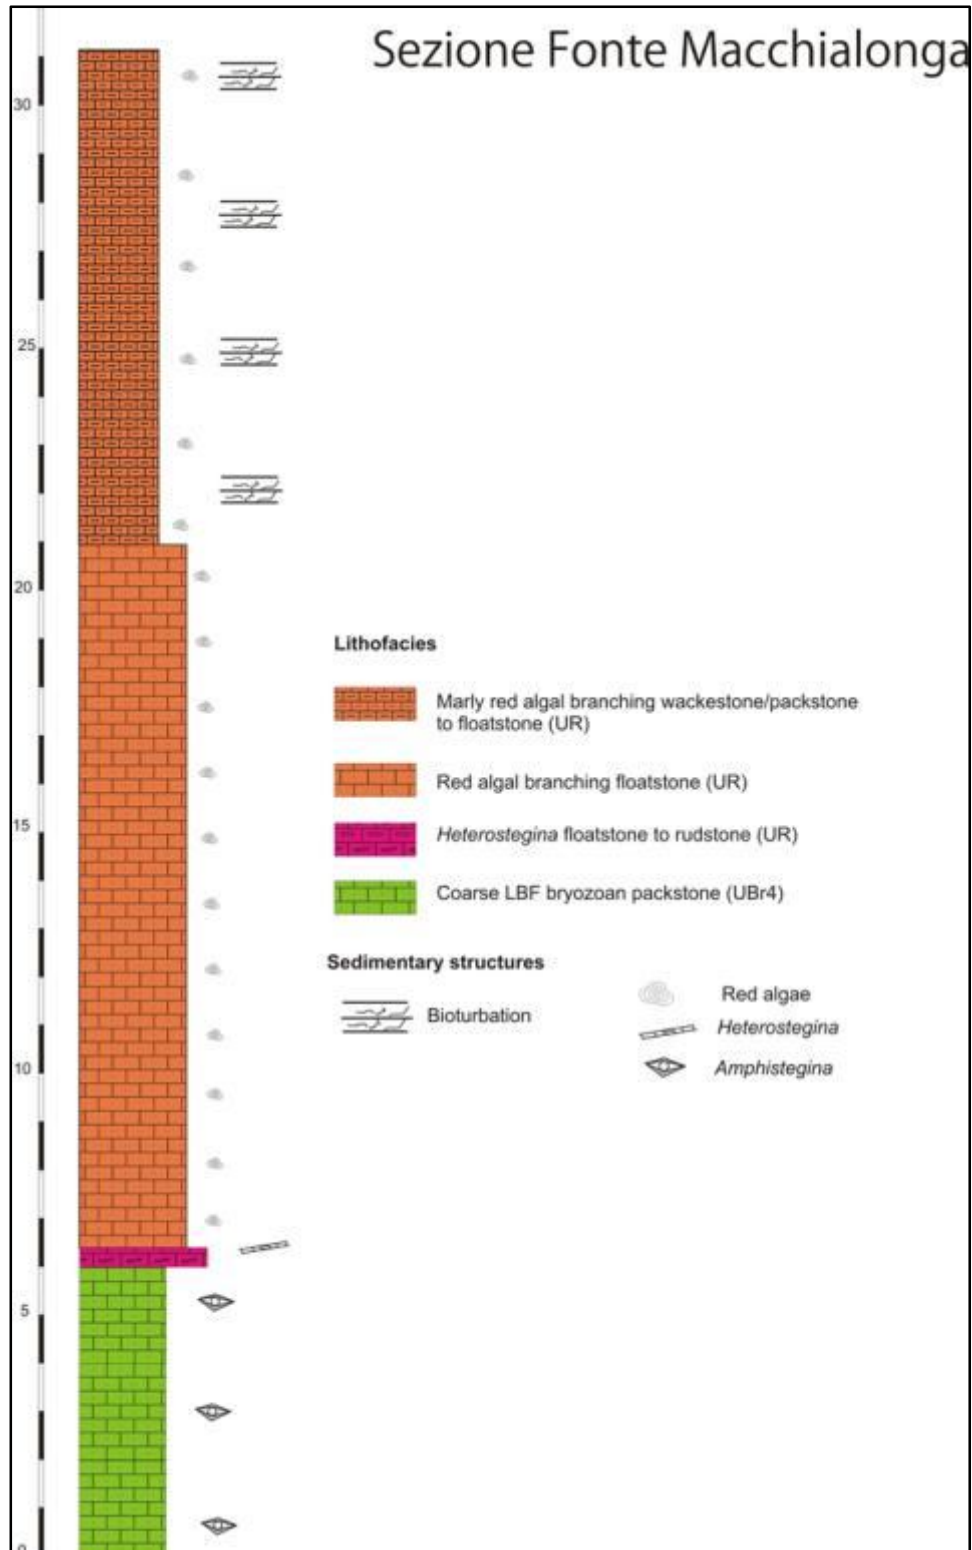 Sezione Fonte Macchialonga
30
25
20
15
10
5
0
Lithofacies
Marly red algal branching wackestone/packstone
to floatstone (UR)
Red algal branching floatstone (UR)
Heterostegina floatstone to rudstone (UR)
Coarse LBF bryozoan packstone (UBr4)
Sedimentary structures
Bioturbation
Red algae
Heterostegina
Amphistegina